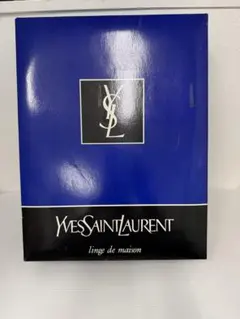 YSL
YVESSAINTLAURENT
linge de maison